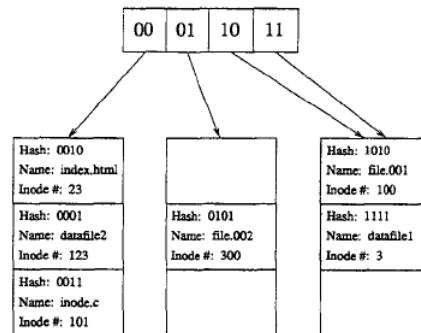 00 01 10 11
Hash: 0010
Name: index.html
Inode #: 23
Hash: 0001
Name: datafile2
Inode #: 123
Hash: 0011
Name: inode.c
Inode #: 101
Hash: 0101
Name: file.002
Inode #: 300
Hash: 1010
Name: file.001
Inode #: 100
Hash: 1111
Name: datafile1
Inode #: 3